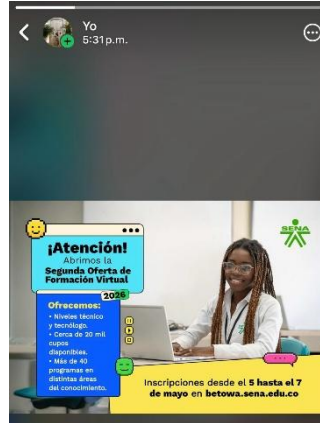 Yo
5:31 p.m.
SENA
¡Atención!
Abrimos la
Segunda Oferta de
Formación Virtual
2026
Ofrecemos:
• Niveles técnico
y tecnólogo.
• Cerca de 20 mil
cupos
disponibles.
• Más de 40
programas en
distintas áreas
del conocimiento.
Inscripciones desde el 5 hasta el 7
de mayo en betowa.sena.edu.co